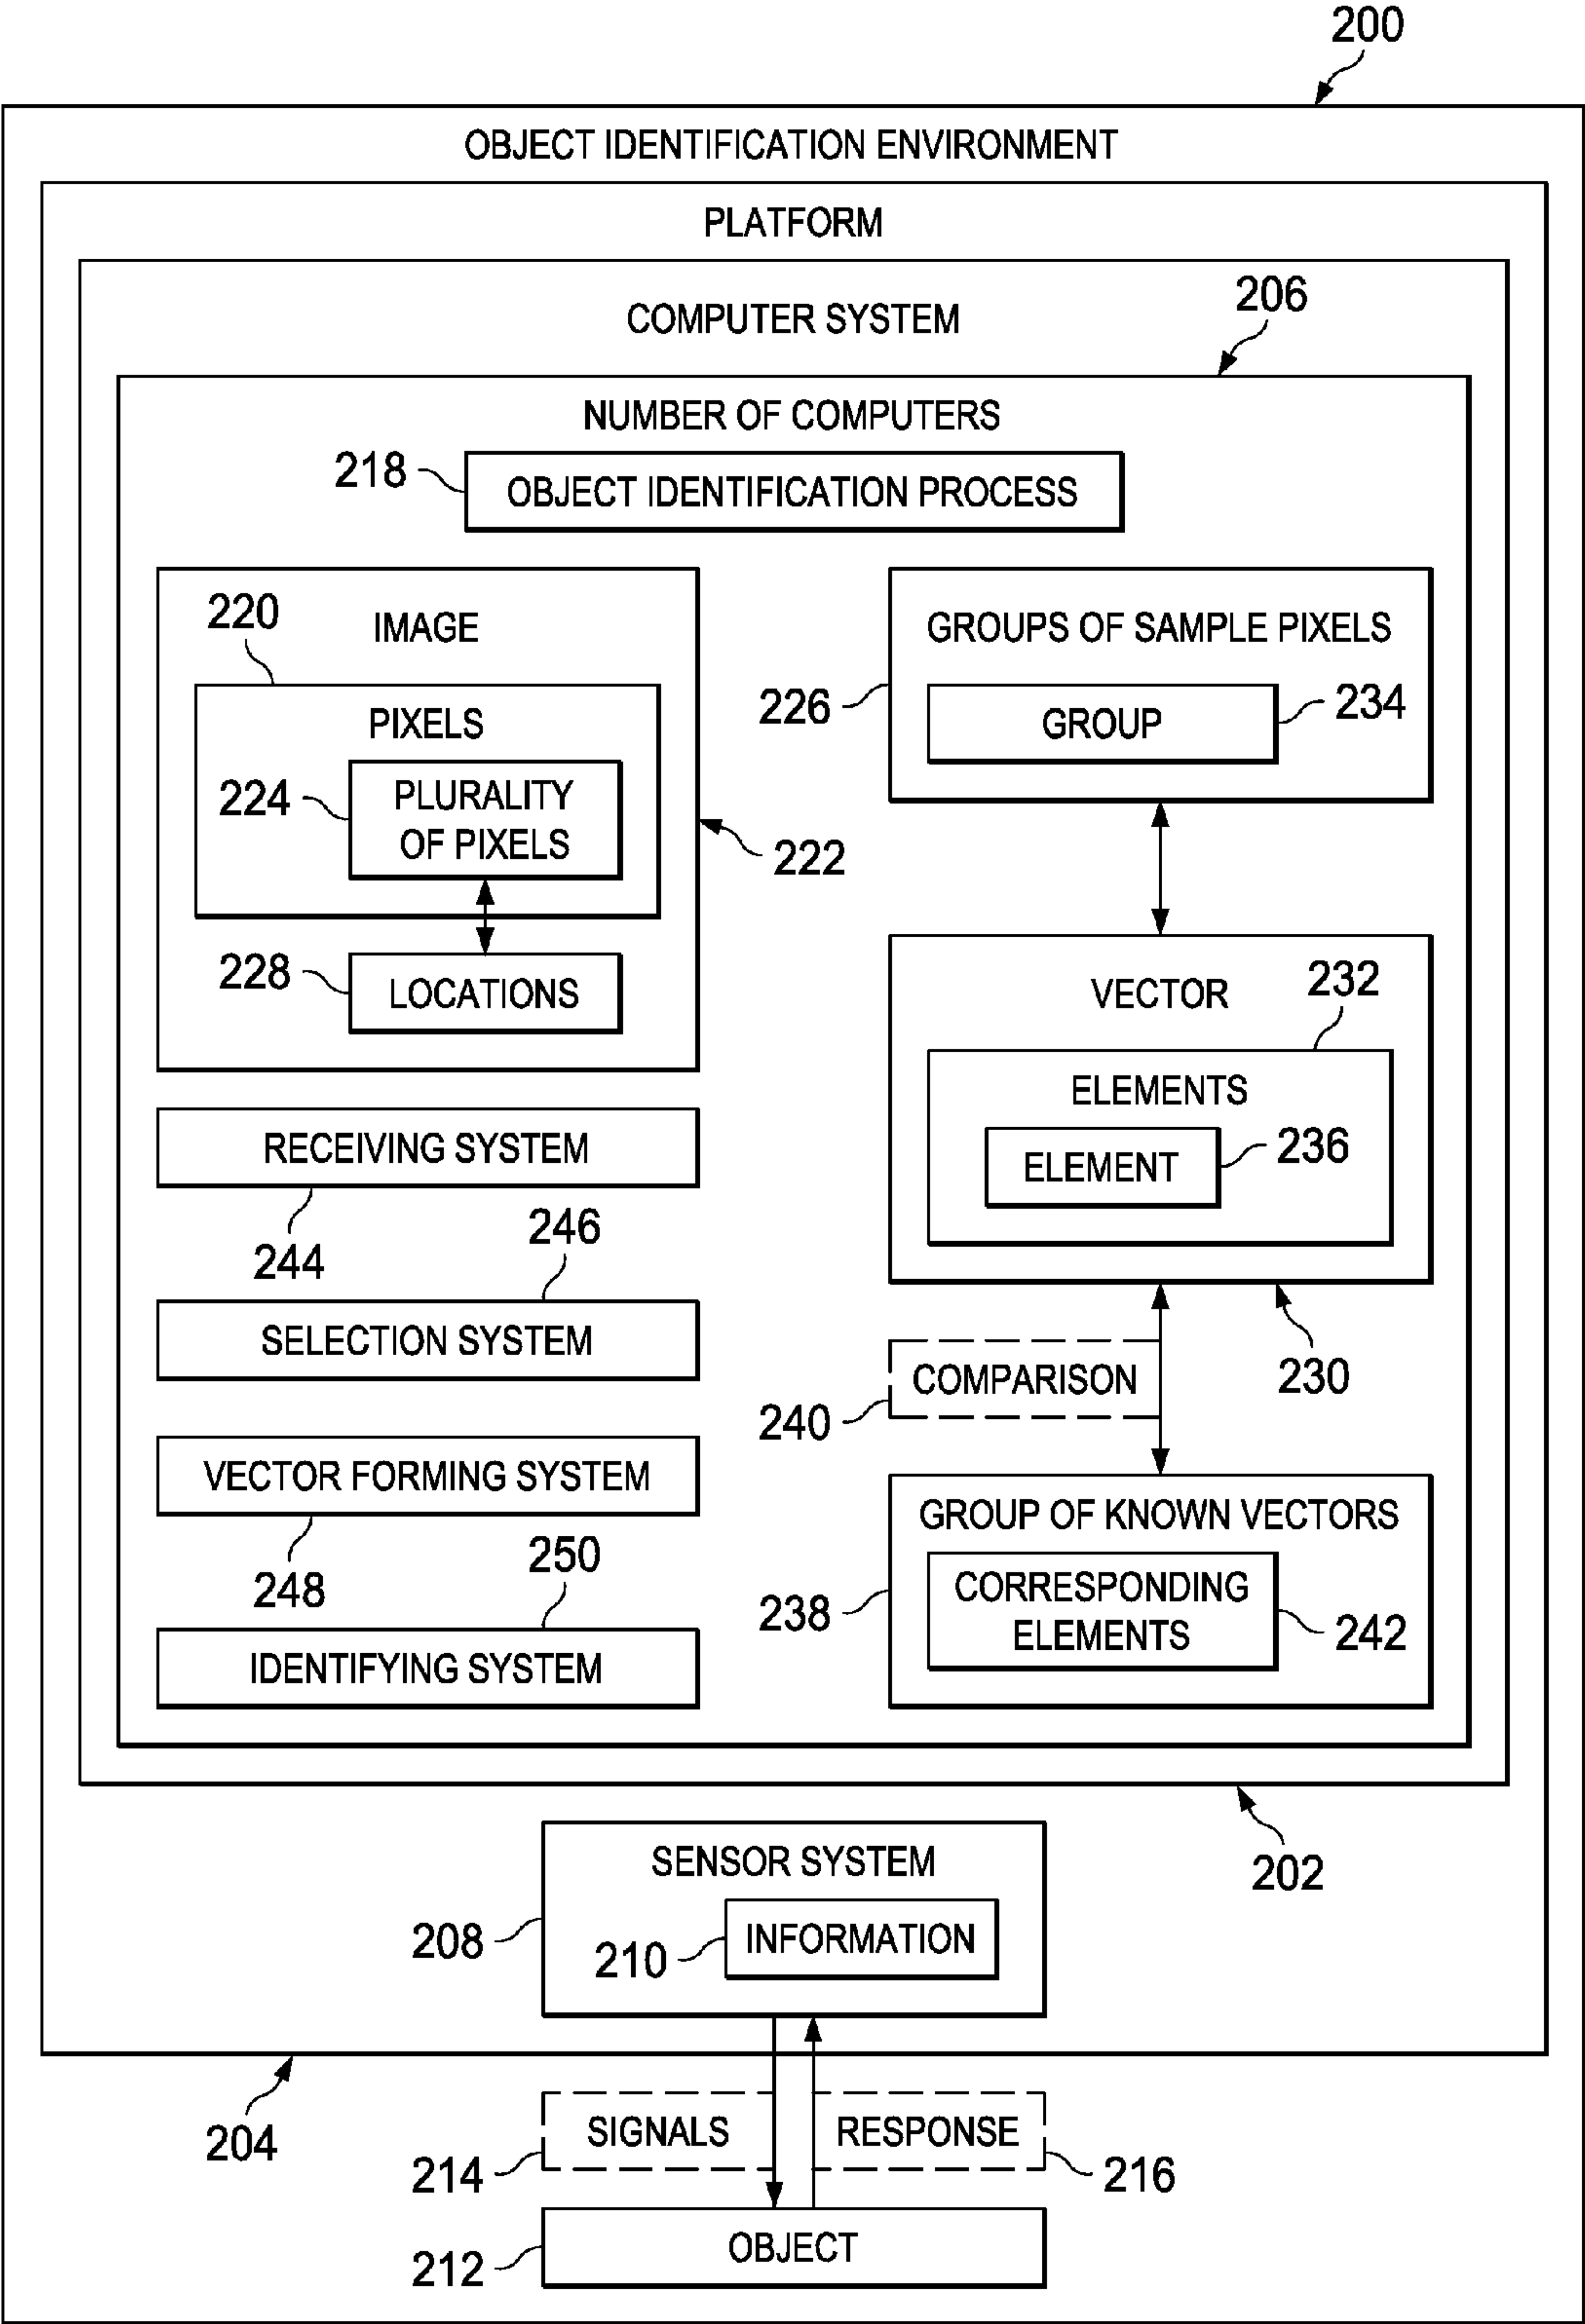 200
OBJECT IDENTIFICATION ENVIRONMENT
PLATFORM
COMPUTER SYSTEM
206
NUMBER OF COMPUTERS
218
OBJECT IDENTIFICATION PROCESS
220
IMAGE
PIXELS
224
PLURALITY
OF PIXELS
222
228
LOCATIONS
GROUPS OF SAMPLE PIXELS
226
GROUP
234
VECTOR
232
ELEMENTS
ELEMENT
236
230
COMPARISON
240
GROUP OF KNOWN VECTORS
238
CORRESPONDING
ELEMENTS
242
RECEIVING SYSTEM
244
246
SELECTION SYSTEM
VECTOR FORMING SYSTEM
248
250
IDENTIFYING SYSTEM
202
SENSOR SYSTEM
208
210
INFORMATION
204
SIGNALS
214
RESPONSE
216
OBJECT
212